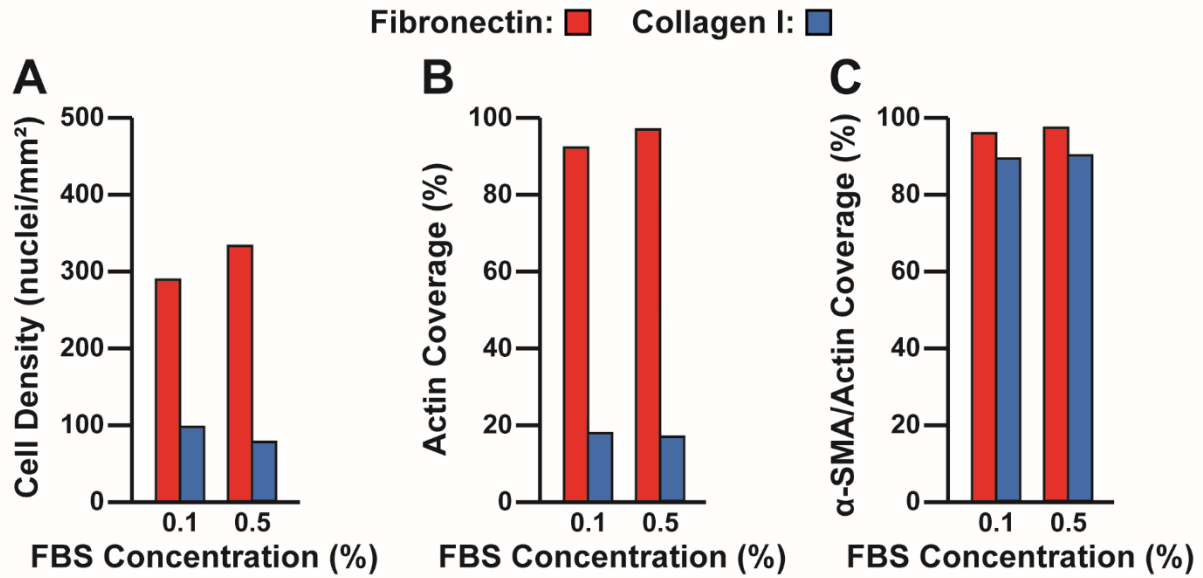 Fibronectin: Collagen I:
A
Cell Density (nuclei/mm²)
500
400
300
200
100
0
0.1 0.5
FBS Concentration (%)
B
Actin Coverage (%)
100
80
60
40
20
0
0.1 0.5
FBS Concentration (%)
C
α-SMA/Actin Coverage (%)
100
80
60
40
20
0
0.1 0.5
FBS Concentration (%)